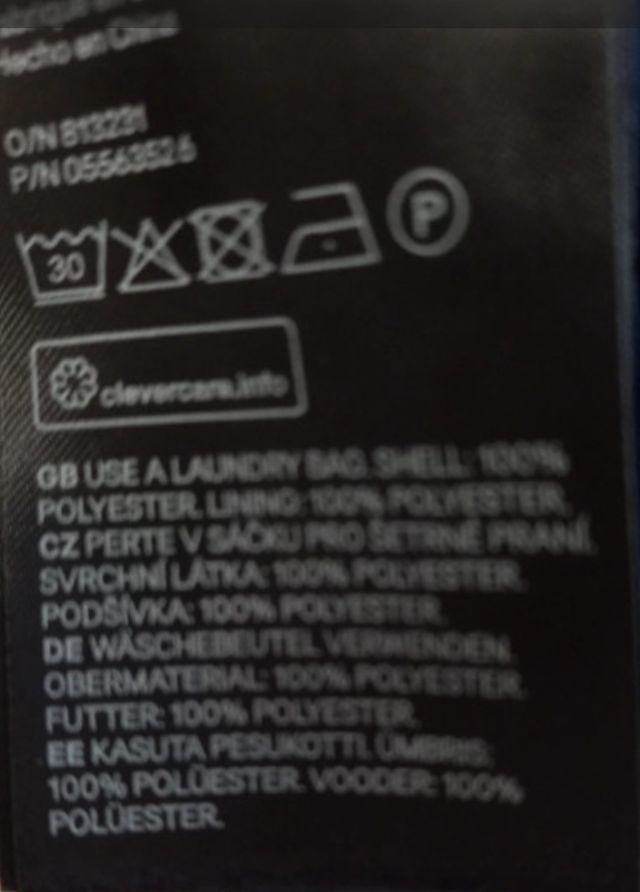 Hecho en China
O/N 813231
P/N
30
P
clevercare.info
GB USE A LAUNDRY BAG. SHELL: 100%
POLYESTER. LINING: 100% POLYESTER.
CZ PERTE V SÁČKU PRO ŠETRNÉ PRANÍ.
SVRCHNÍ LÁTKA: 100% POLYESTER.
PODŠÍVKA: 100% POLYESTER.
DE WÄSCHEBEUTEL VERWENDEN.
OBERMATERIAL: 100% POLYESTER.
FUTTER: 100% POLYESTER.
EE KASUTA PESUKOTTI. ÜMBRIS:
100% POLÜESTER. VOODER: 100%
POLÜESTER.